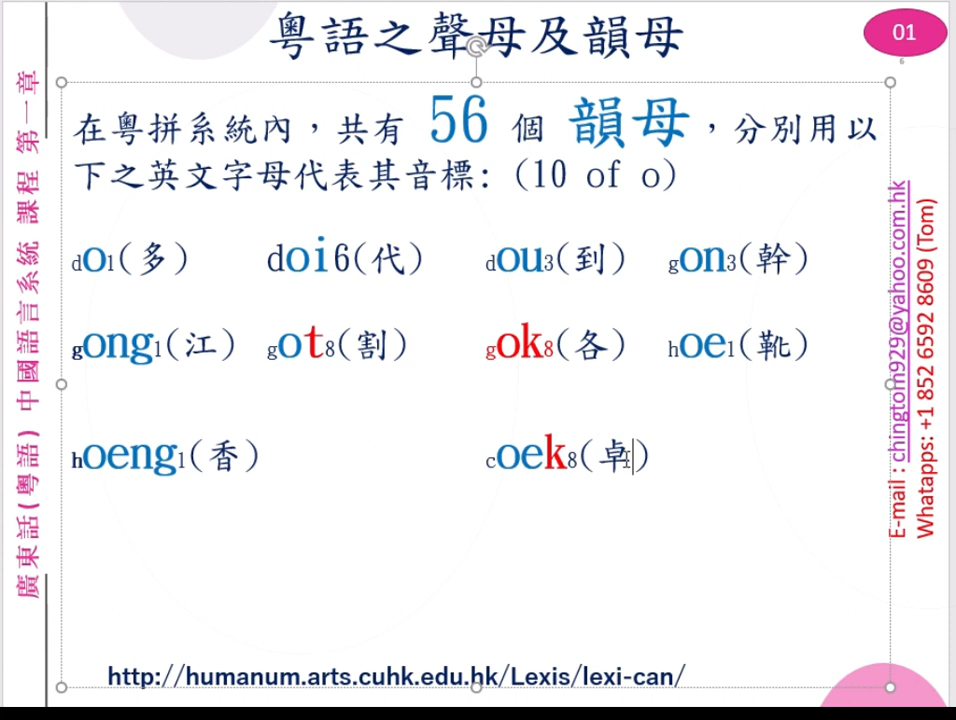 粵語之聲母及韻母
01
6
在粵拼系統內，共有 56 個 韻母，分別用以
下之英文字母代表其音標: (10 of o)
do1(多) doi6(代) dou3(到) gon3(幹)
gong1(江) got8(割) gok8(各) hoe1(靴)
hoeng1(香) coek8(卓)
http://humanum.arts.cuhk.edu.hk/Lexis/lexi-can/
廣東話(粵語) 中國語言系統 課程 第一章
E-mail : chingtom929@yahoo.com.hk
Whatapps: +1 852 6592 8609 (Tom)